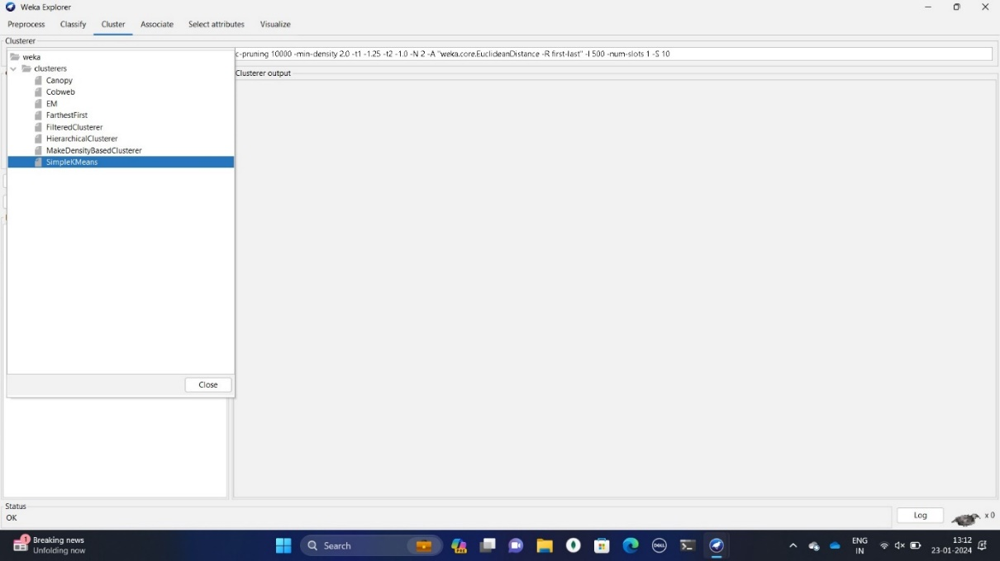 Weka Explorer
Preprocess Classify Cluster Associate Select attributes Visualize
Clusterer
c-pruning 10000 -min-density 2.0 -t1 -1.25 -t2 -1.0 -N 2 -A "weka.core.EuclideanDistance -R first-last" -I 500 -num-slots 1 -S 10
weka
clusterers
Canopy
Cobweb
EM
FarthestFirst
FilteredClusterer
HierarchicalClusterer
MakeDensityBasedClusterer
SimpleKMeans
Close
Clusterer output
Status
OK
Log
x 0
1
Breaking news
Unfolding now
Search
PRE
DELL
ENG
IN
13:12
23-01-2024